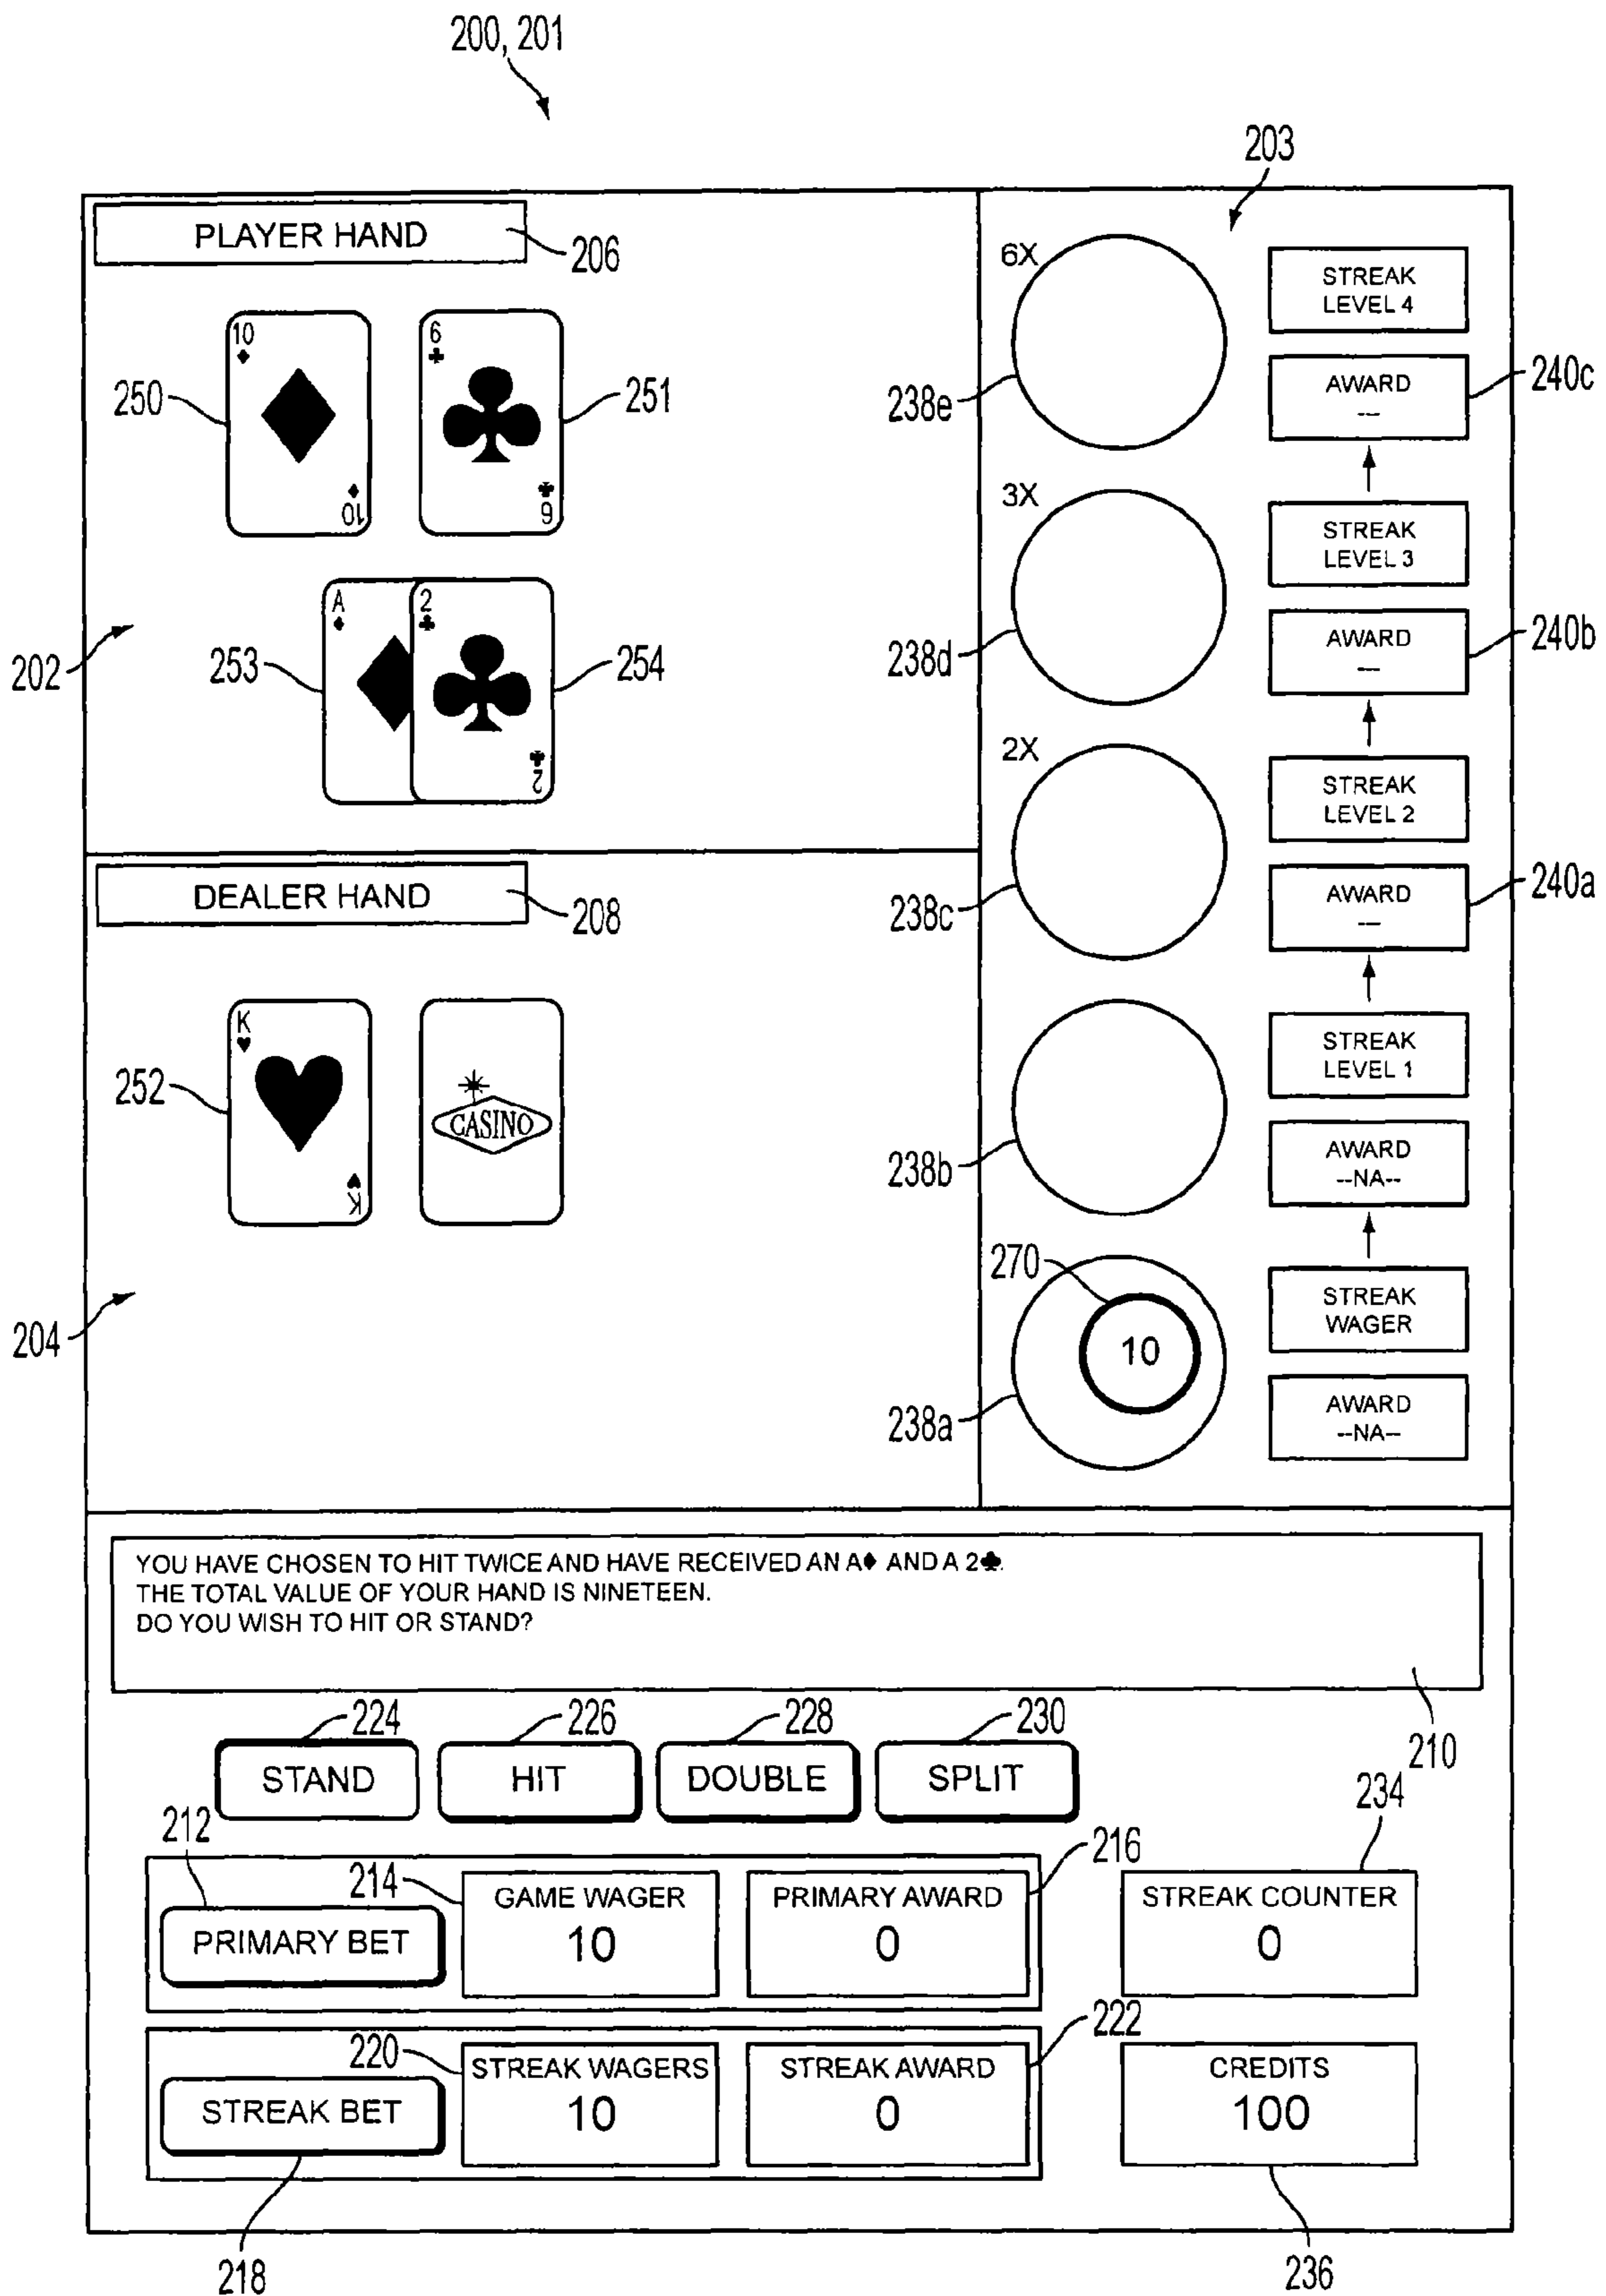 200, 201
203
PLAYER HAND
206
10
10
250
6
6
251
A
2
2
253
254
202
DEALER HAND
208
K
K
252
CASINO
204
6X
238e
STREAK
LEVEL 4
AWARD
---
240c
3X
238d
STREAK
LEVEL 3
AWARD
---
240b
2X
238c
STREAK
LEVEL 2
AWARD
---
240a
238b
STREAK
LEVEL 1
AWARD
--NA--
270
10
238a
STREAK
WAGER
AWARD
--NA--
YOU HAVE CHOSEN TO HIT TWICE AND HAVE RECEIVED AN A♦ AND A 2♣.
THE TOTAL VALUE OF YOUR HAND IS NINETEEN.
DO YOU WISH TO HIT OR STAND?
210
224
226
228
230
STAND
HIT
DOUBLE
SPLIT
212
214
216
234
PRIMARY BET
GAME WAGER
10
PRIMARY AWARD
0
STREAK COUNTER
0
220
222
STREAK BET
STREAK WAGERS
10
STREAK AWARD
0
CREDITS
100
218
236